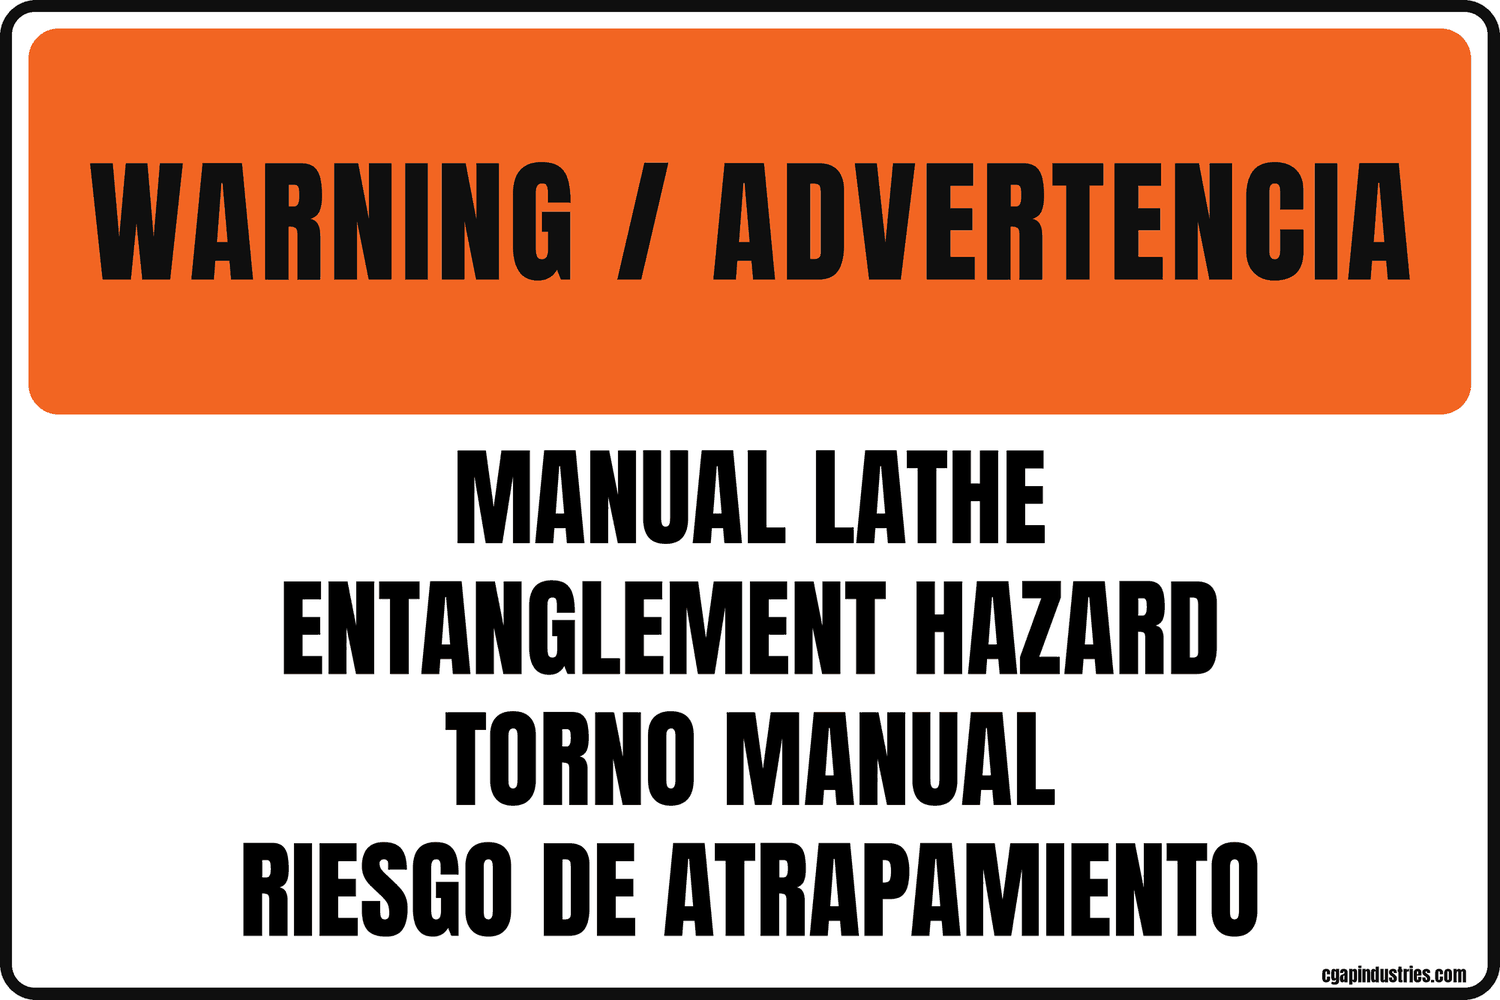 WARNING / ADVERTENCIA
MANUAL LATHE
ENTANGLEMENT HAZARD
TORNO MANUAL
RIESGO DE ATRAPAMIENTO
cgapindustries.com